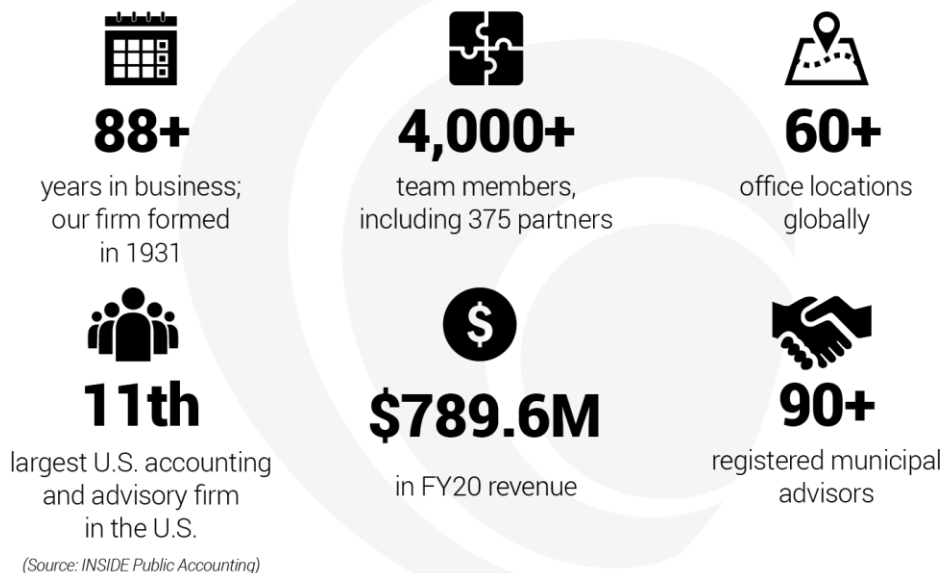 88+
years in business;
our firm formed
in 1931
4,000+
team members,
including 375 partners
60+
office locations
globally
11th
largest U.S. accounting
and advisory firm
in the U.S.
(Source: INSIDE Public Accounting)
$
$789.6M
in FY20 revenue
90+
registered municipal
advisors